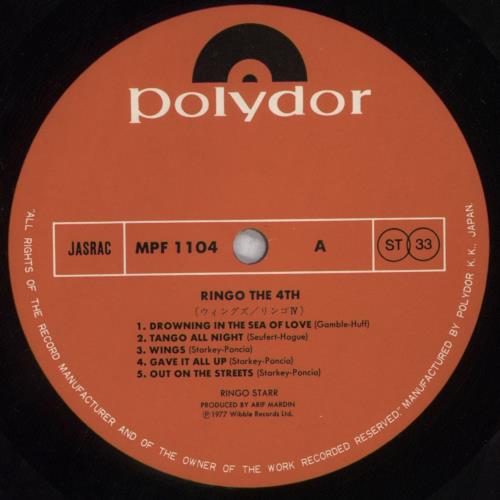 polydor
JASRAC MPF 1104 A ST 33
RINGO THE 4TH
(ウィングズ/リンゴⅣ)
1. DROWNING IN THE SEA OF LOVE (Gamble-Huff)
2. TANGO ALL NIGHT (Seufert-Hague)
3. WINGS (Starkey-Poncia)
4. GAVE IT ALL UP (Starkey-Poncia)
5. OUT ON THE STREETS (Starkey-Poncia)
RINGO STARR
PRODUCED BY ARIF MARDIN
Ⓟ1977 Wibble Records Ltd.
"ALL RIGHTS OF THE RECORD MANUFACTURER AND OF THE OWNER OF THE WORK RECORDED RESERVED." MANUFACTURED BY POLYDOR K.K., JAPAN.